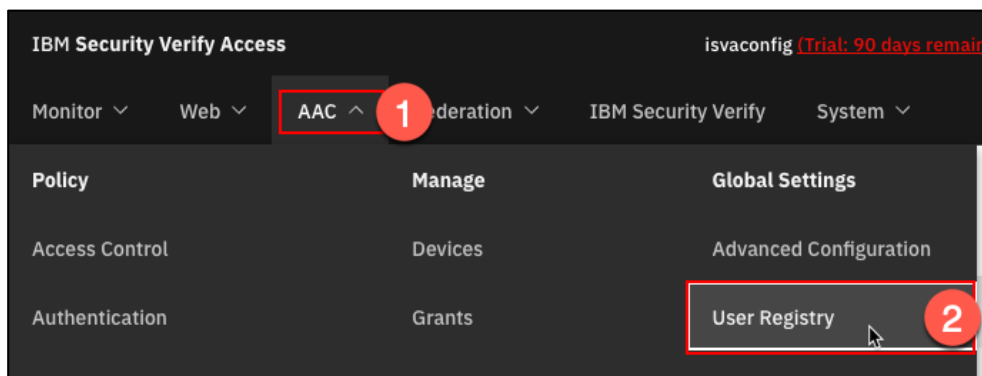 IBM Security Verify Access isvaconfig (Trial: 90 days remain
Monitor Web AAC 1 ederation IBM Security Verify System
Policy Manage Global Settings
Access Control Devices Advanced Configuration
Authentication Grants User Registry 2